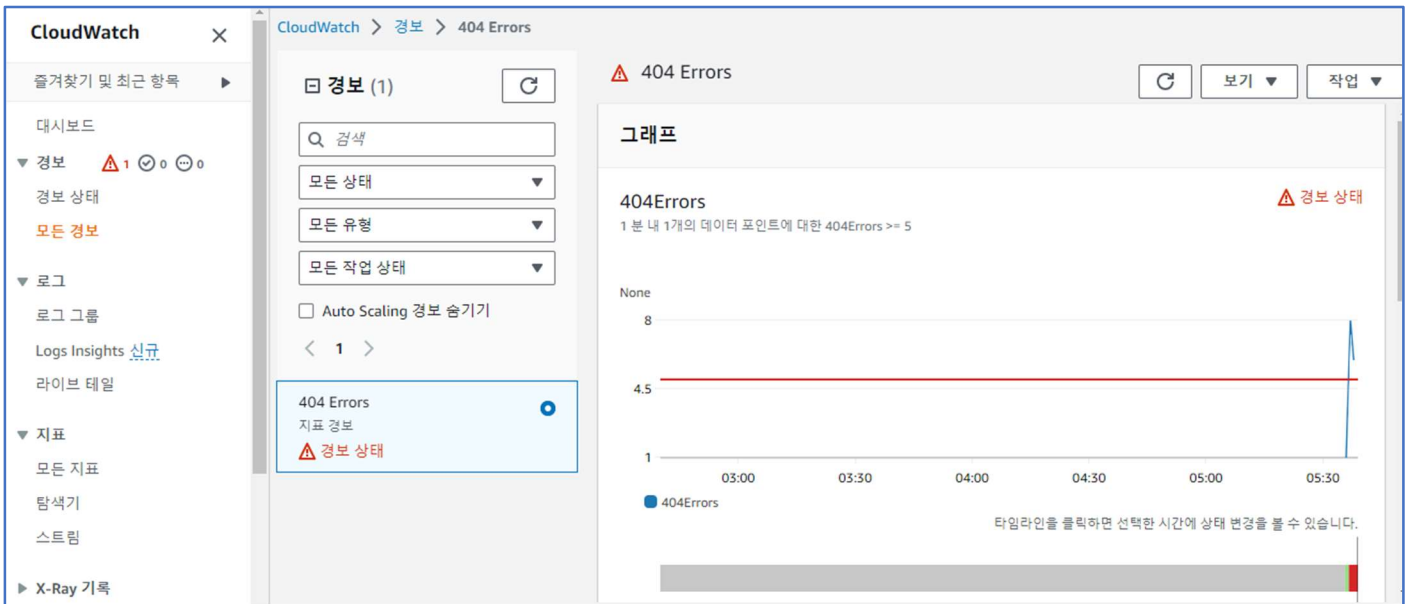 CloudWatch
즐겨찾기 및 최근 항목
대시보드
경보 1 0 0
경보 상태
모든 경보
로그
로그 그룹
Logs Insights 신규
라이브 테일
지표
모든 지표
탐색기
스트림
X-Ray 기록
CloudWatch > 경보 > 404 Errors
경보 (1)
검색
모든 상태
모든 유형
모든 작업 상태
Auto Scaling 경보 숨기기
< 1 >
404 Errors
지표 경보
경보 상태
404 Errors
보기
작업
그래프
404Errors
경보 상태
1 분 내 1개의 데이터 포인트에 대한 404Errors >= 5
None
8
4.5
1
03:00 03:30 04:00 04:30 05:00 05:30
404Errors
타임라인을 클릭하면 선택한 시간에 상태 변경을 볼 수 있습니다.